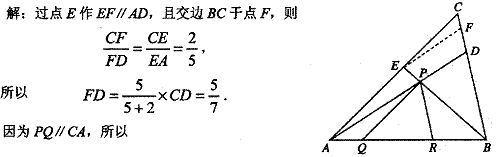 解：过点 E 作 EF∥AD，且交边 BC 于点 F，则
CF/FD = CE/EA = 2/5，
所以 FD = 5/(5+2) × CD = 5/7 .
因为 PQ∥CA，所以
C
F
D
E
P
A Q R B